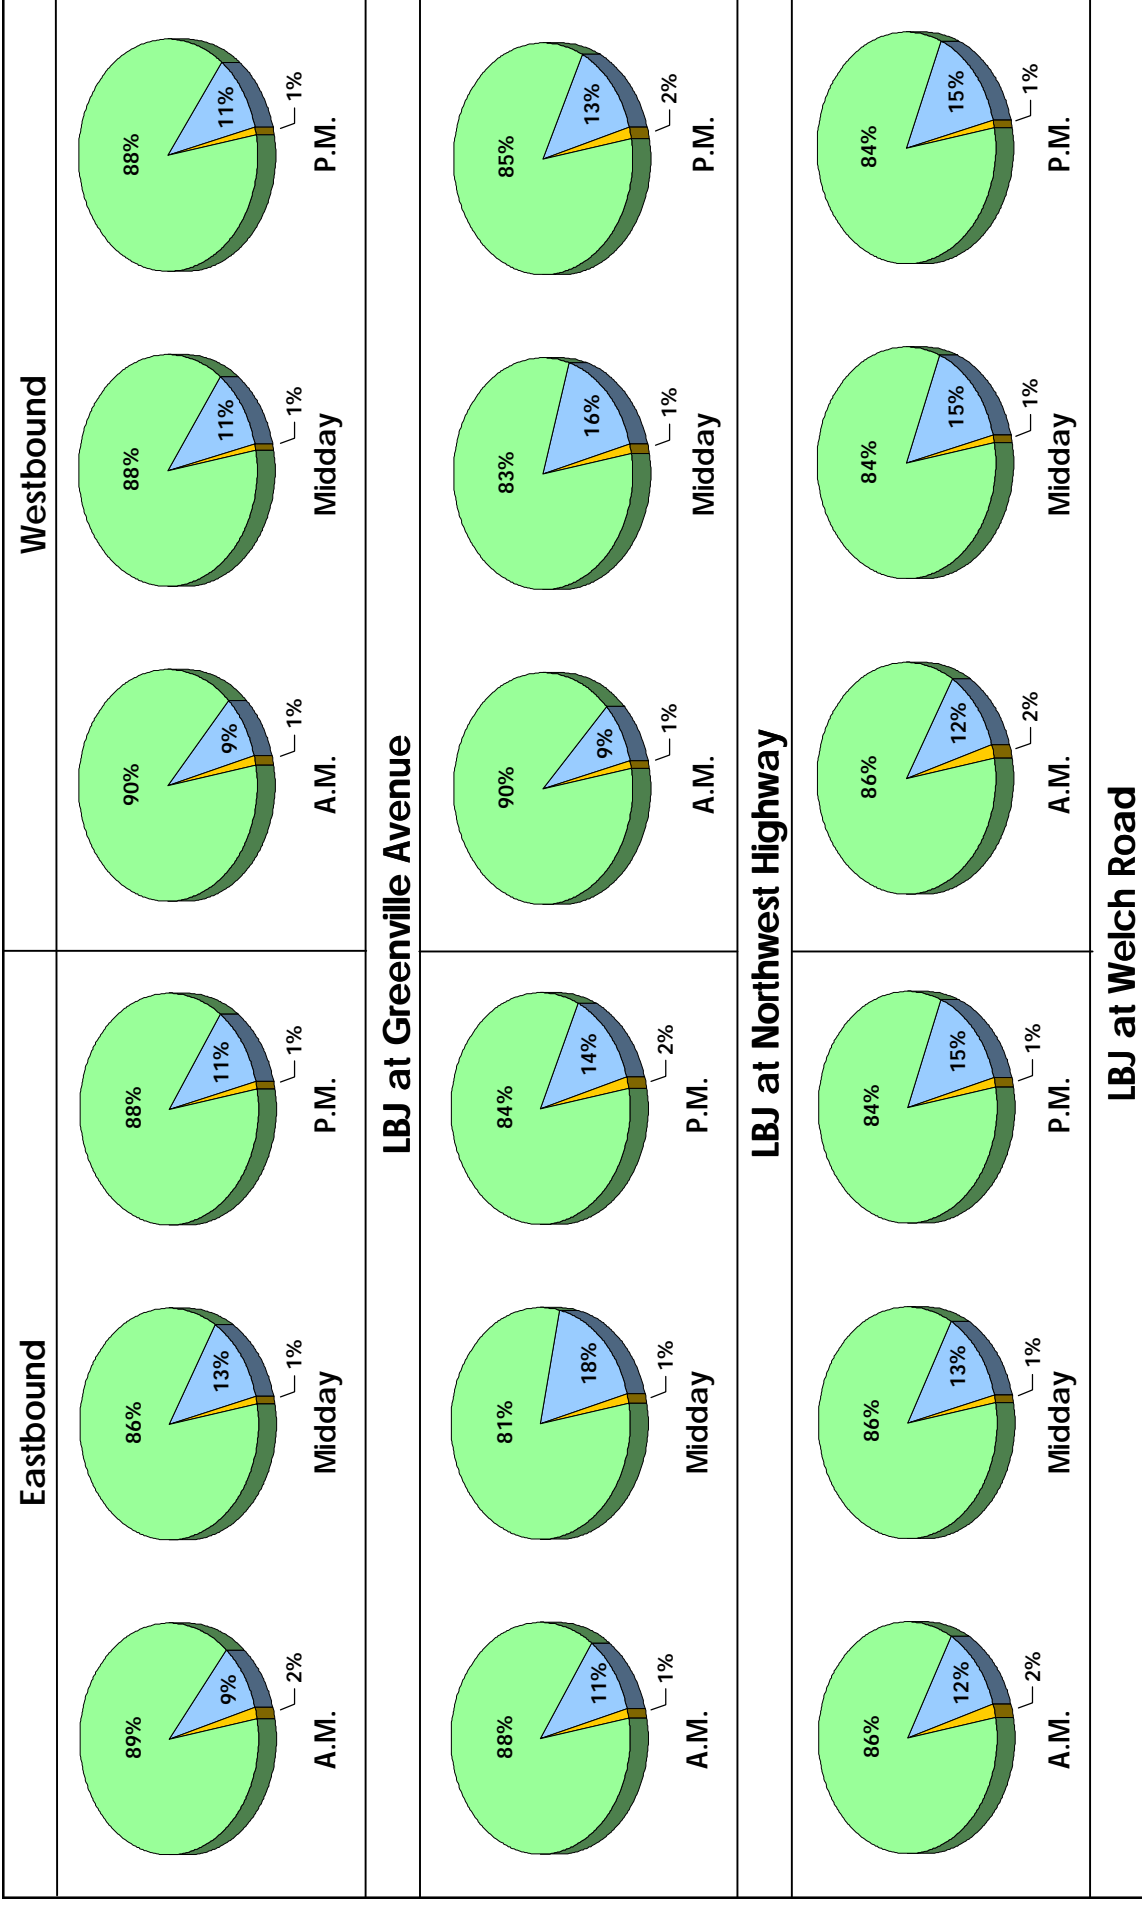 Eastbound
Westbound
89%
9%
2%
A.M.
86%
13%
1%
Midday
88%
11%
1%
P.M.
90%
9%
1%
A.M.
88%
11%
1%
Midday
88%
11%
1%
P.M.
LBJ at Greenville Avenue
88%
11%
1%
A.M.
81%
18%
1%
Midday
84%
14%
2%
P.M.
90%
9%
1%
A.M.
83%
16%
1%
Midday
85%
13%
2%
P.M.
LBJ at Northwest Highway
86%
12%
2%
A.M.
86%
13%
1%
Midday
84%
15%
1%
P.M.
86%
12%
2%
A.M.
84%
15%
1%
Midday
84%
15%
1%
P.M.
LBJ at Welch Road